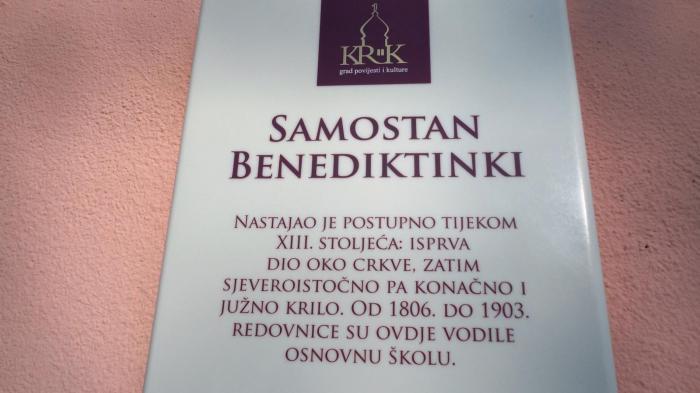 KRK
grad povijesti i kulture
SAMOSTAN
BENEDIKTINKI
NASTAJAO JE POSTUPNO TIJEKOM
XIII. STOLJEĆA: ISPRVA
DIO OKO CRKVE, ZATIM
SJEVEROISTOČNO PA KONAČNO I
JUŽNO KRILO. OD 1806. DO 1903.
REDOVNICE SU OVDJE VODILE
OSNOVNU ŠKOLU.